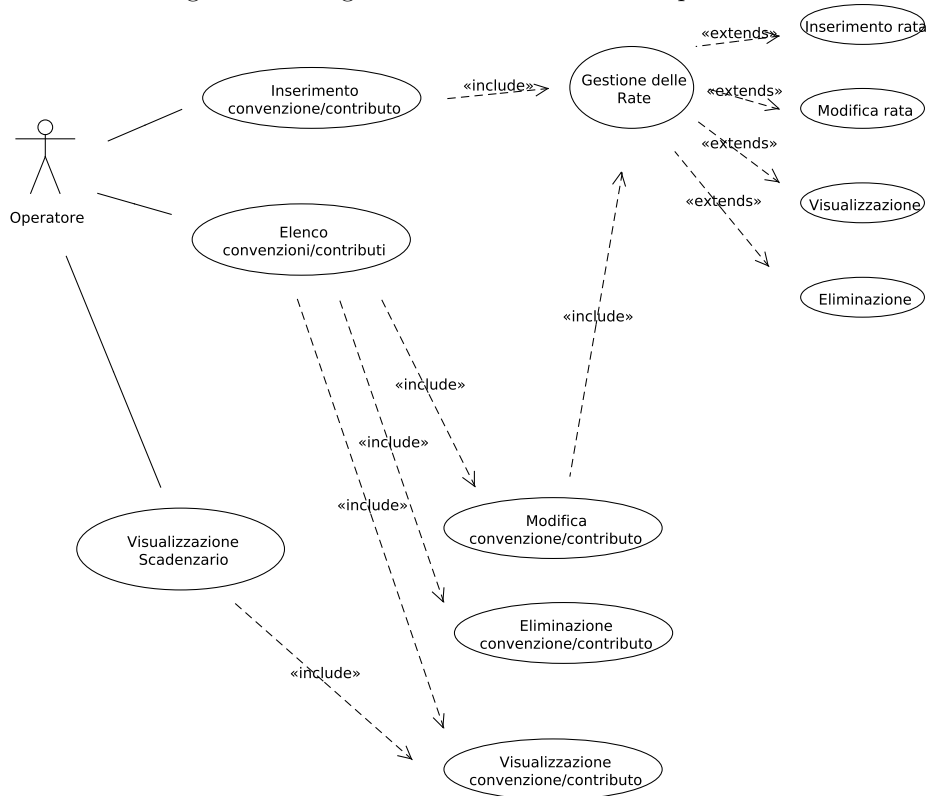 «extends»
Inserimento rata
Inserimento
convenzione/contributo
«include»
Gestione delle
Rate
«extends»
Modifica rata
«extends»
Operatore
Elenco
convenzioni/contributi
«extends»
Visualizzazione
Eliminazione
«include»
«include»
«include»
«include»
Modifica
convenzione/contributo
Visualizzazione
Scadenzario
Eliminazione
convenzione/contributo
«include»
Visualizzazione
convenzione/contributo